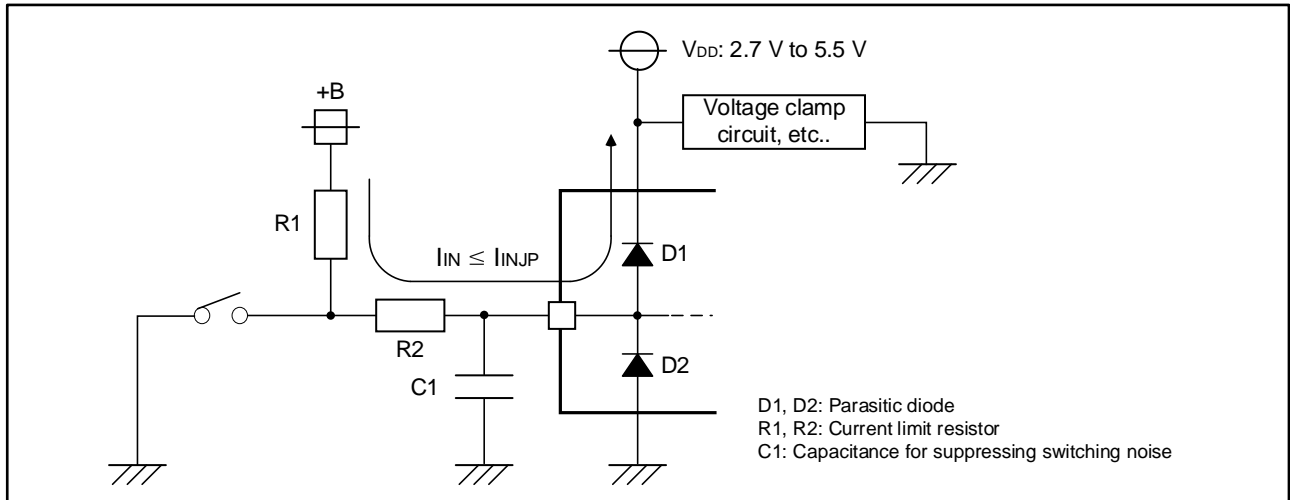 VDD: 2.7 V to 5.5 V
+B
Voltage clamp
circuit, etc..
R1
IIN ≤ IINJP
D1
R2
D2
C1
D1, D2: Parasitic diode
R1, R2: Current limit resistor
C1: Capacitance for suppressing switching noise